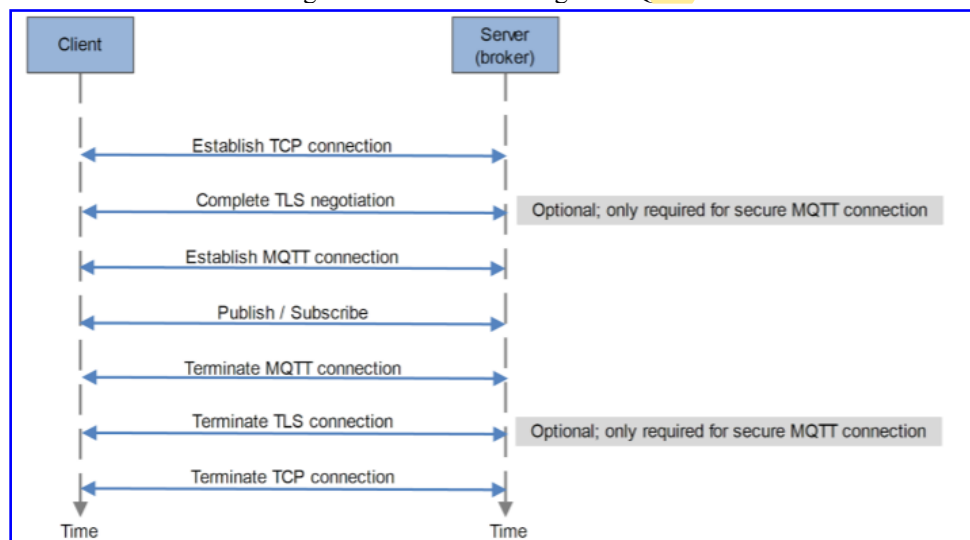 Client
Server
(broker)
Establish TCP connection
Complete TLS negotiation
Optional; only required for secure MQTT connection
Establish MQTT connection
Publish / Subscribe
Terminate MQTT connection
Terminate TLS connection
Optional; only required for secure MQTT connection
Terminate TCP connection
Time
Time